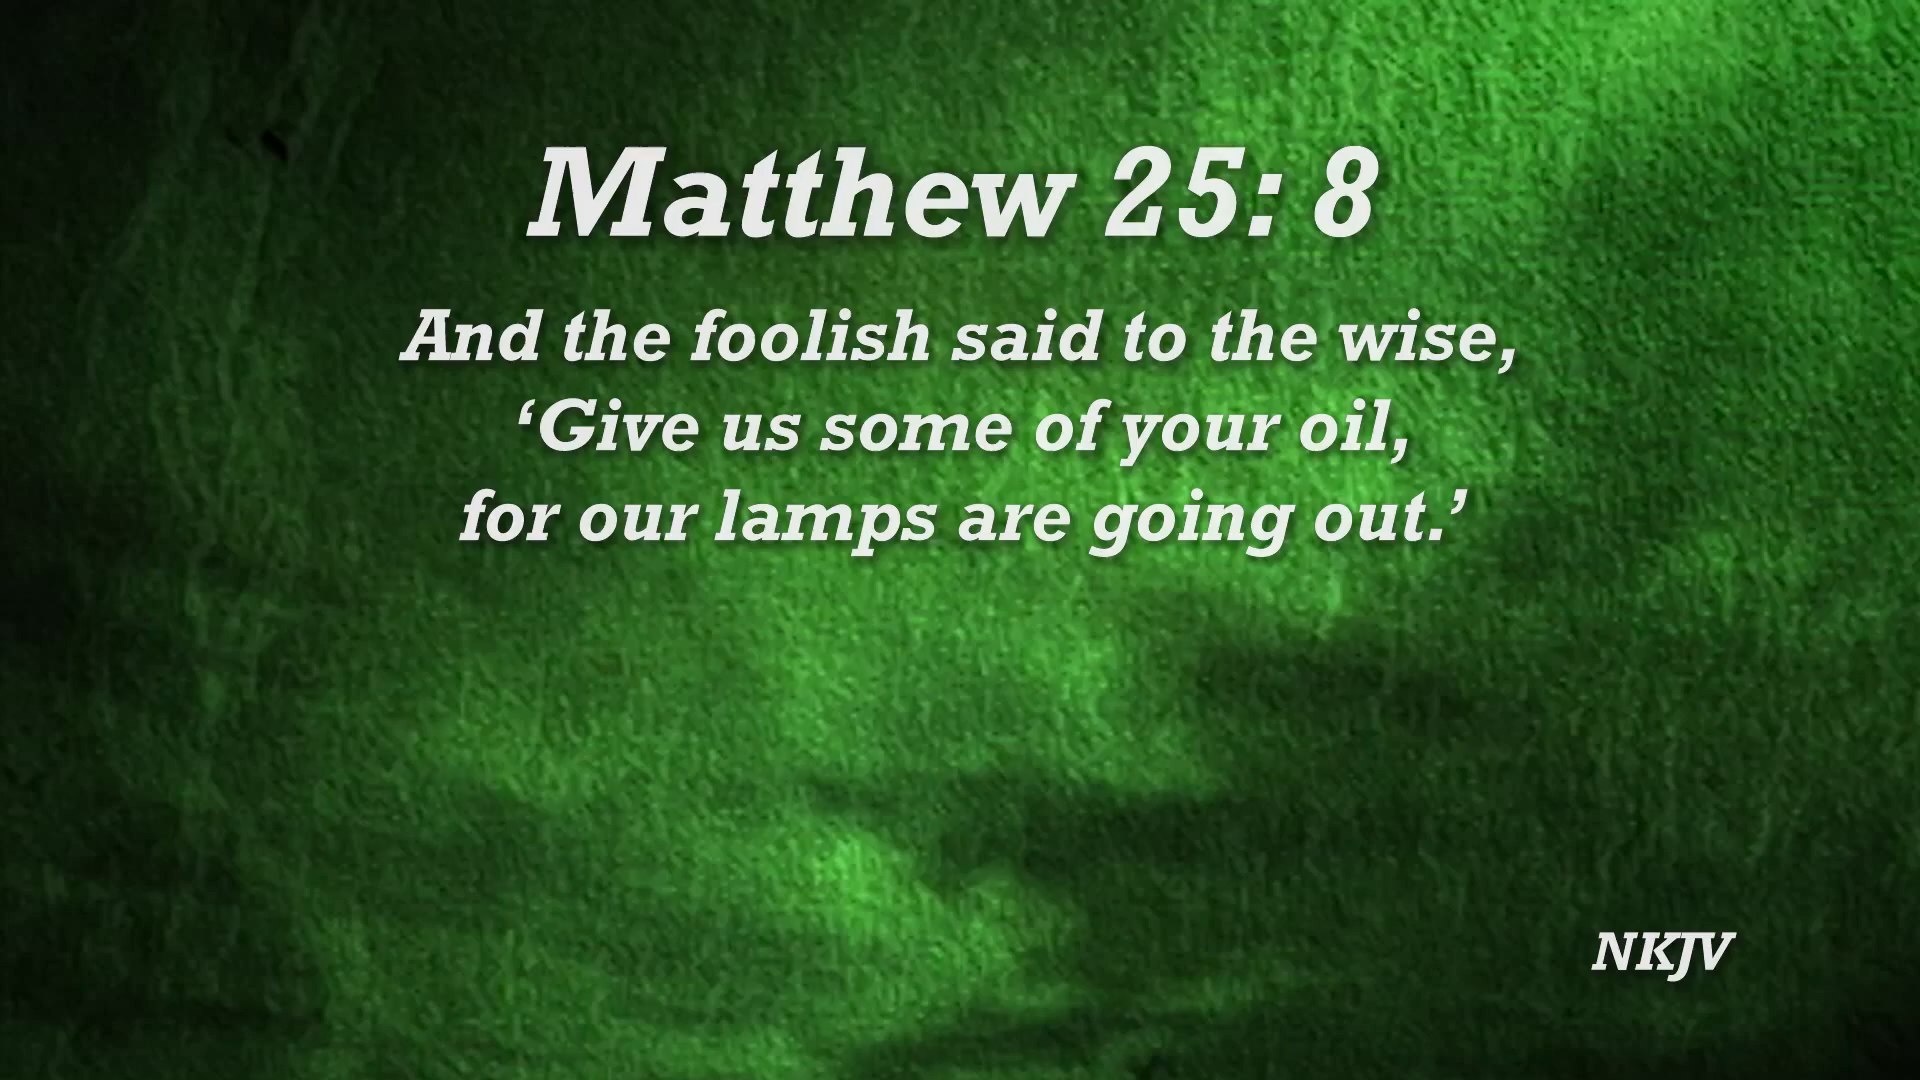 Matthew 25: 8
And the foolish said to the wise,
‘Give us some of your oil,
for our lamps are going out.’
NKJV